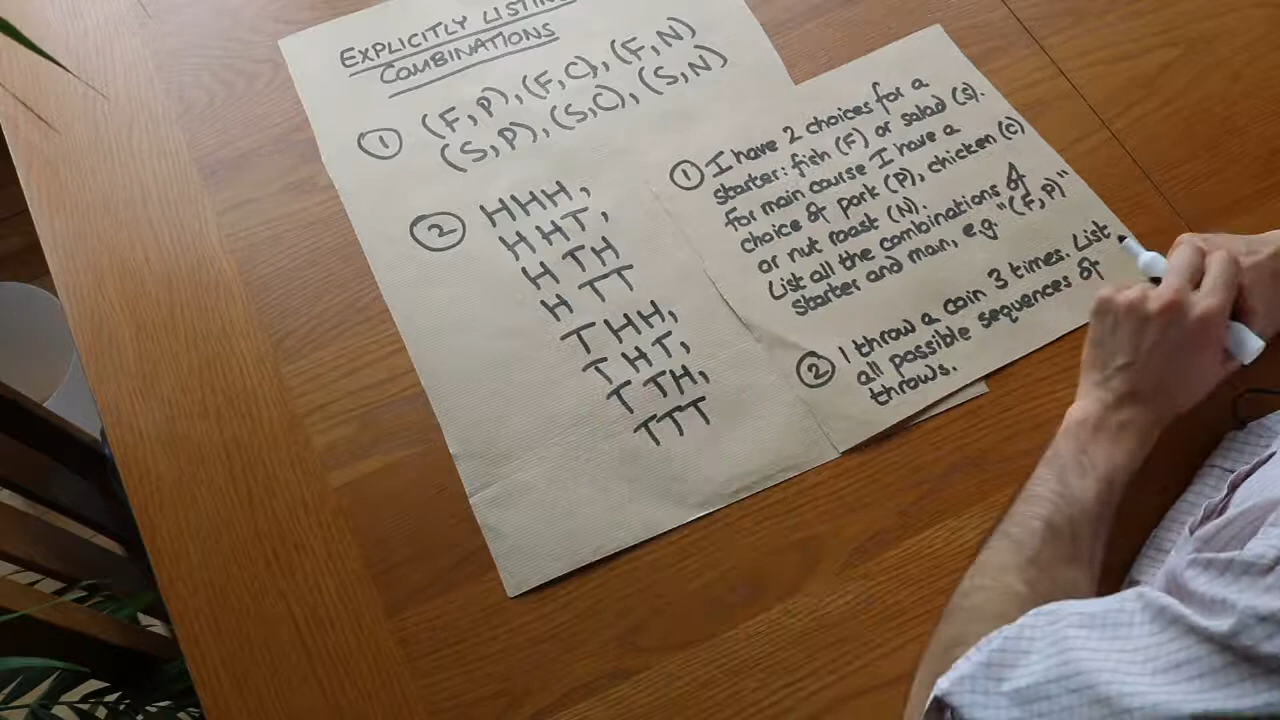 EXPLICITLY LISTING
COMBINATIONS
① (F,P), (F,C), (F,N)
(S,P), (S,C), (S,N)
② HHH,
HHT,
HTH
HTT
THH,
THT,
TTH,
TTT
① I have 2 choices for a
starter: fish (F) or salad (S).
For main course I have a
choice of pork (P), chicken (C)
or nut roast (N).
List all the combinations of
starter and main, e.g. "(F,P)"
② I throw a coin 3 times. List
all possible sequences of
throws.